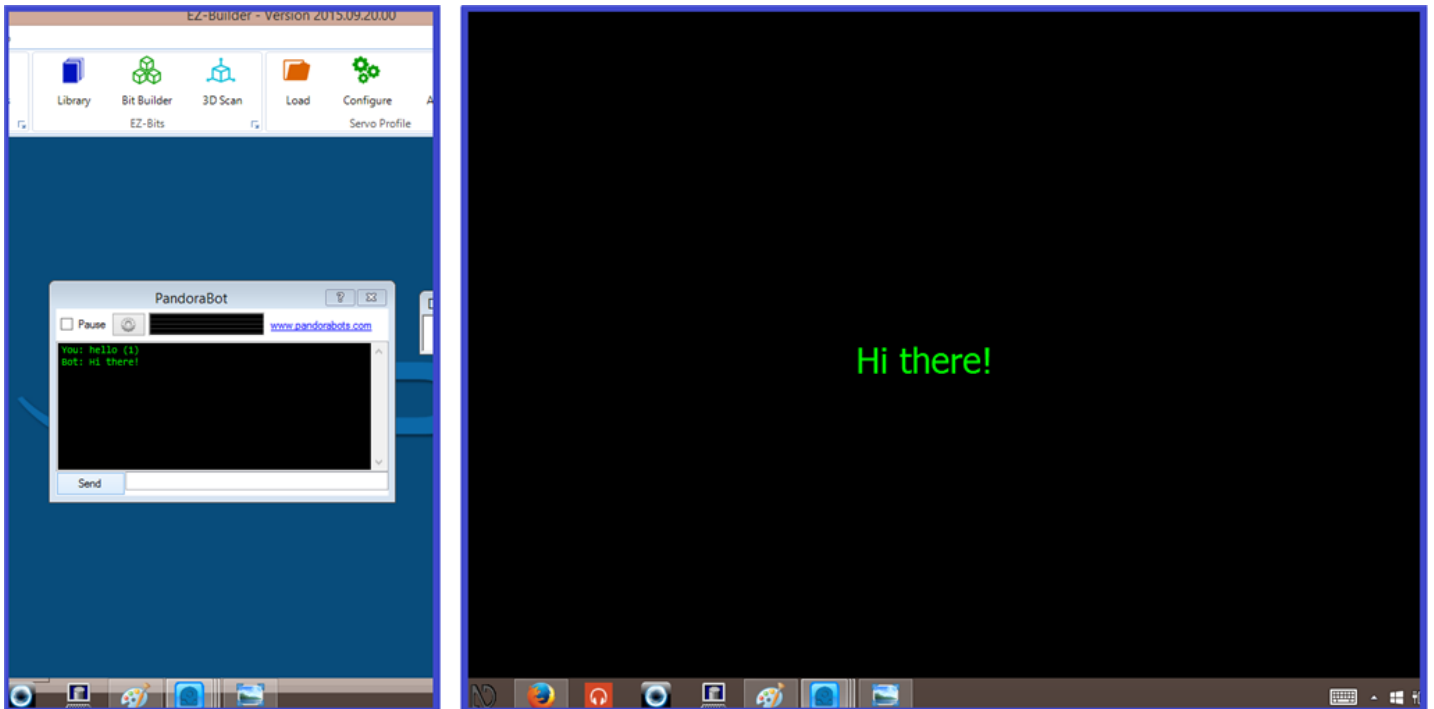 EZ-Builder - Version 2015.09.20.00
Library
Bit Builder
3D Scan
Load
Configure
EZ-Bits
Servo Profile
PandoraBot
Pause
www.pandorabots.com
You: hello (1)
Bot: Hi there!
Send
Hi there!